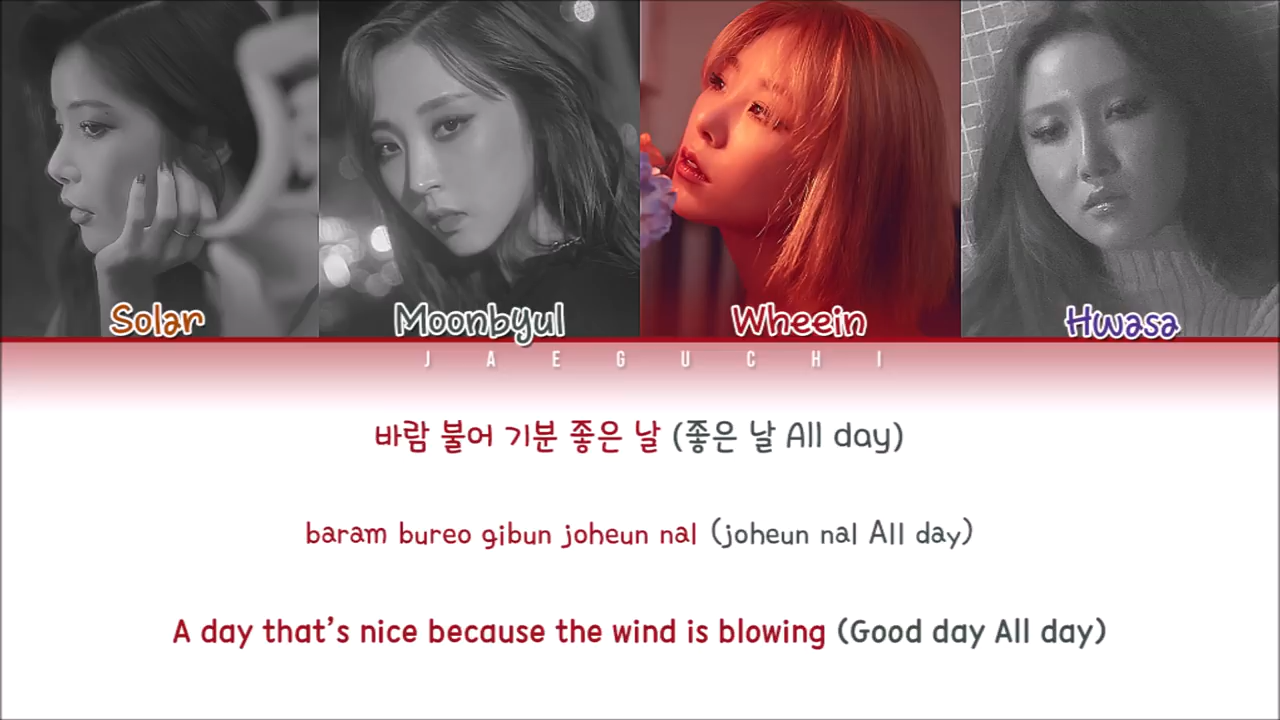 Solar
Moonbyul
Wheein
Hwasa
JAEGUCHI
바람 불어 기분 좋은 날 (좋은 날 All day)
baram bureo gibun joheun nal (joheun nal All day)
A day that's nice because the wind is blowing (Good day All day)